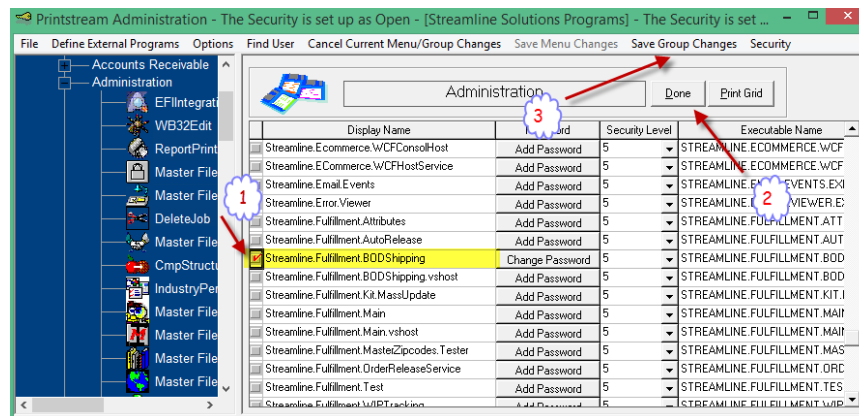 Printstream Administration - The Security is set up as Open - [Streamline Solutions Programs] - The Security is set ...
File Define External Programs Options Find User Cancel Current Menu/Group Changes Save Menu Changes Save Group Changes Security
Accounts Receivable
Administration
EFIIntegrati
WB32Edit
ReportPrint
Master File
Master File
DeleteJob
Master File
CmpStructu
IndustryPer
Master File
Master File
Master File
Master File
Administration
Done Print Grid
3
Display Name Security Level Executable Name
Streamline.Ecommerce.WCFConsolHost Add Password 5 STREAMLINE.ECOMMERCE.WCF
Streamline.ECommerce.WCFHostService Add Password 5 STREAMLINE.ECOMMERCE.WCF
Streamline.Email.Events Add Password 5
Streamline.Error.Viewer Add Password 5
1
2
Streamline.Fulfillment.Attributes Add Password 5 STREAMLINE.FULFILLMENT.ATT
Streamline.Fulfillment.AutoRelease Add Password 5 STREAMLINE.FULFILLMENT.AUT
Streamline.Fulfillment.BODShipping Change Password 5 STREAMLINE.FULFILLMENT.BOD
Streamline.Fulfillment.BODShipping.vshost Add Password 5 STREAMLINE.FULFILLMENT.BOD
Streamline.Fulfillment.Kit.MassUpdate Add Password 5 STREAMLINE.FULFILLMENT.KIT.
Streamline.Fulfillment.Main Add Password 5 STREAMLINE.FULFILLMENT.MAI
Streamline.Fulfillment.Main.vshost Add Password 5 STREAMLINE.FULFILLMENT.MAI
Streamline.Fulfillment.MasterZipcodes.Tester Add Password 5 STREAMLINE.FULFILLMENT.MAS
Streamline.Fulfillment.OrderReleaseService Add Password 5 STREAMLINE.FULFILLMENT.ORD
Streamline.Fulfillment.Test Add Password 5 STREAMLINE.FULFILLMENT.TES
Streamline.Fulfillment.WIPTracking Add Password 5 STREAMLINE.FULFILLMENT.WIP